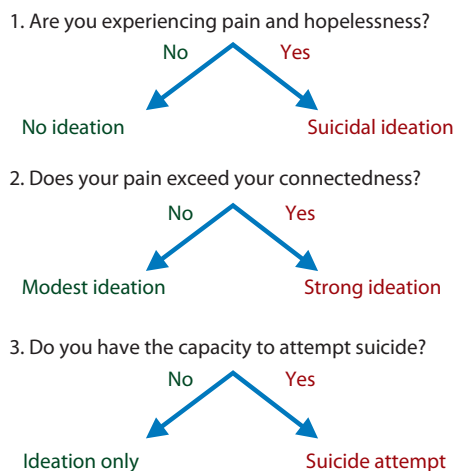 1. Are you experiencing pain and hopelessness?
No Yes
No ideation Suicidal ideation
2. Does your pain exceed your connectedness?
No Yes
Modest ideation Strong ideation
3. Do you have the capacity to attempt suicide?
No Yes
Ideation only Suicide attempt